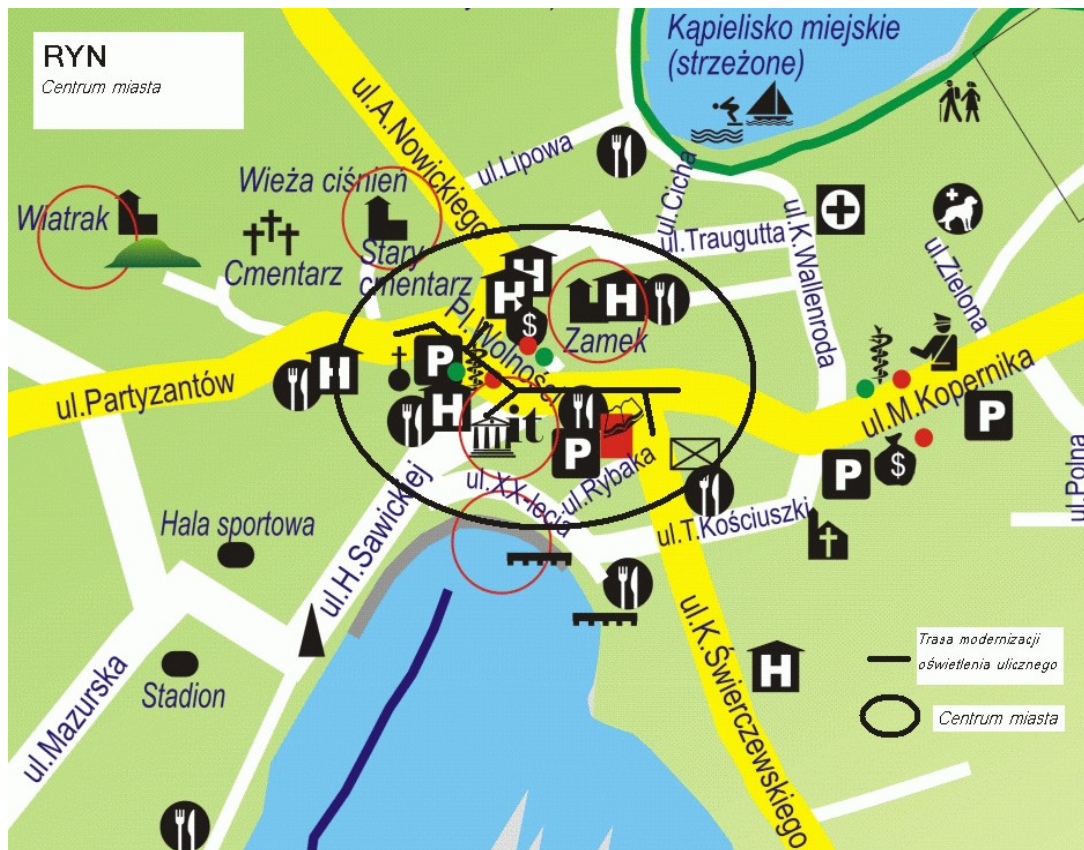 RYN
Centrum miasta
Kąpielisko miejskie
(strzeżone)
ul.A.Nowickiego
ul.Lipowa
ul.Cicha
Wieża ciśnień
Wiatrak
Cmentarz
Stary
cmentarz
ul.Traugutta
ul.K.Wallenroda
ul.Zielona
H
H
H
$
Zamek
Pl.Wolności
P
H
ul.Partyzantów
H
it
P
ul.M.Kopernika
P
P
$
ul.Polna
ul.Rybaka
ul.XX-lecia
ul.T.Kościuszki
Hala sportowa
ul.H.Sawickiej
ul.K.Świerczewskiego
H
Stadion
ul.Mazurska
Trasa modernizacji
oświetlenia ulicznego
Centrum miasta